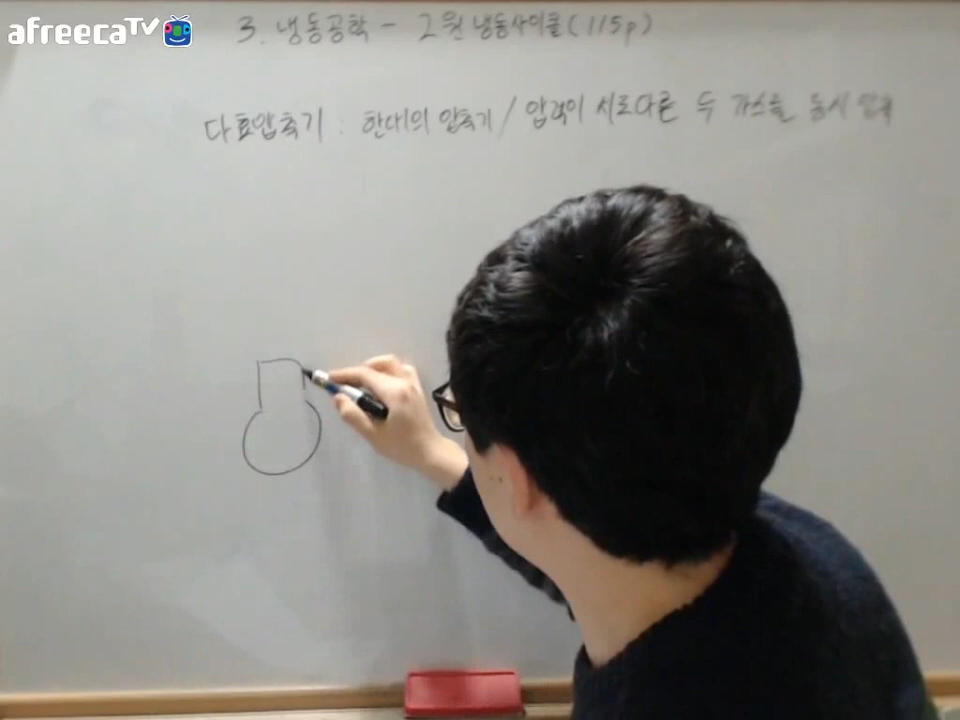 afreecaTV
3. 냉동공학 - 2원 냉동사이클(115p)
다효압축기 : 한대의 압축기 / 압력이 서로다른 두 가스를 동시 압축